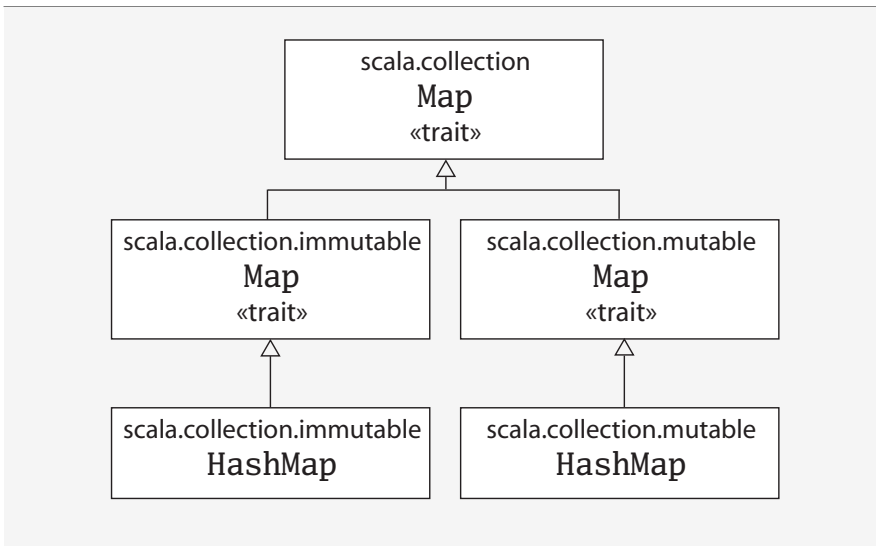 scala.collection
Map
«trait»
scala.collection.immutable
Map
«trait»
scala.collection.mutable
Map
«trait»
scala.collection.immutable
HashMap
scala.collection.mutable
HashMap